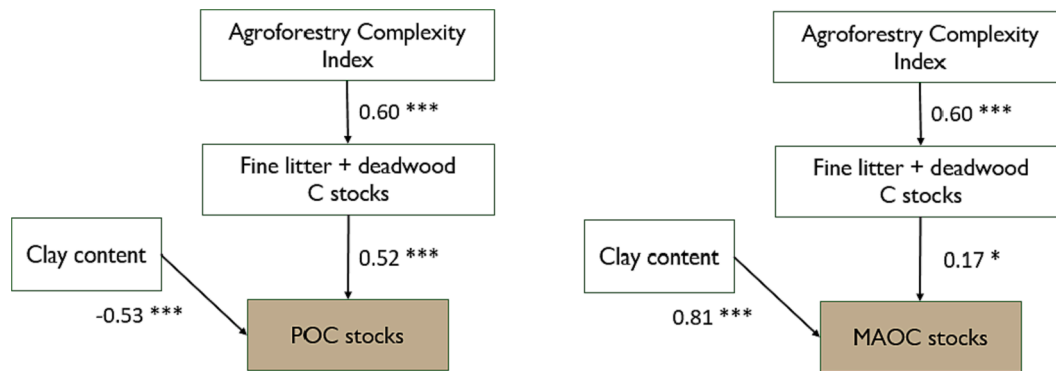 Agroforestry Complexity
Index
0.60 ***
Fine litter + deadwood
C stocks
Clay content
0.52 ***
-0.53 ***
POC stocks
Agroforestry Complexity
Index
0.60 ***
Fine litter + deadwood
C stocks
Clay content
0.17 *
0.81 ***
MAOC stocks